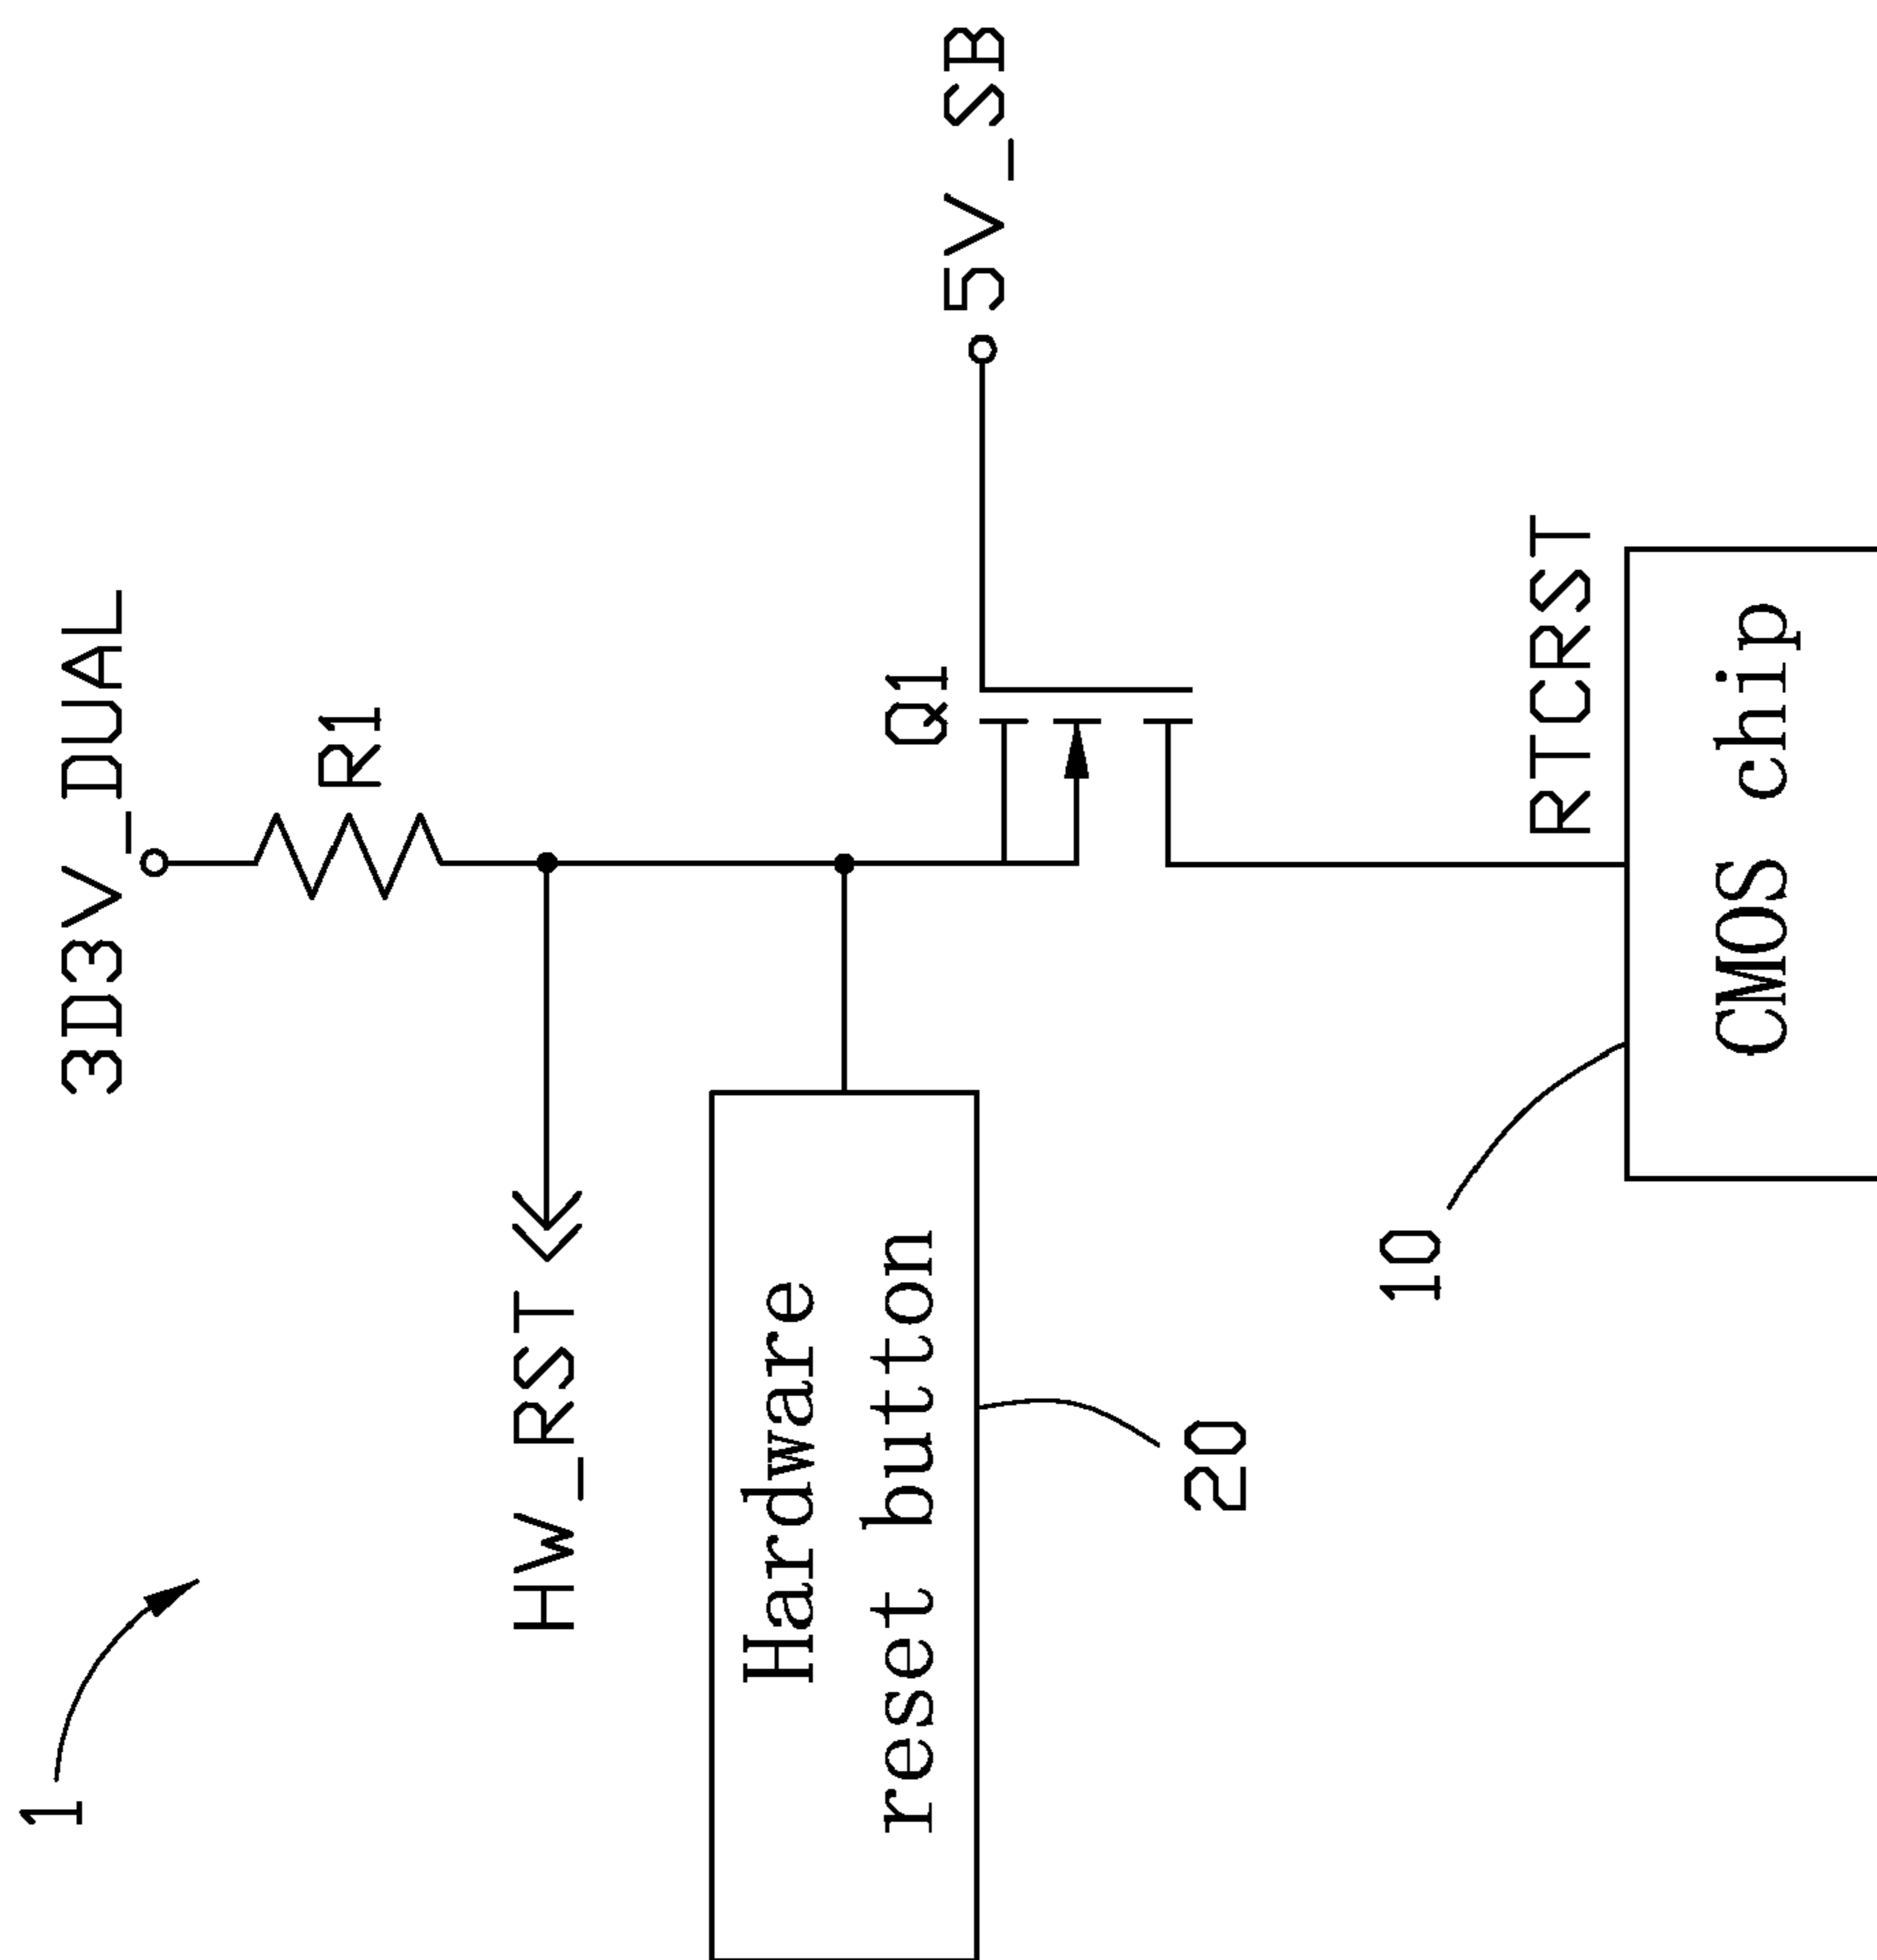 1
3D3V_DUAL
R1
HW_RST
Hardware
reset button
Q1
5V_SB
20
10
RTCRST
CMOS chip